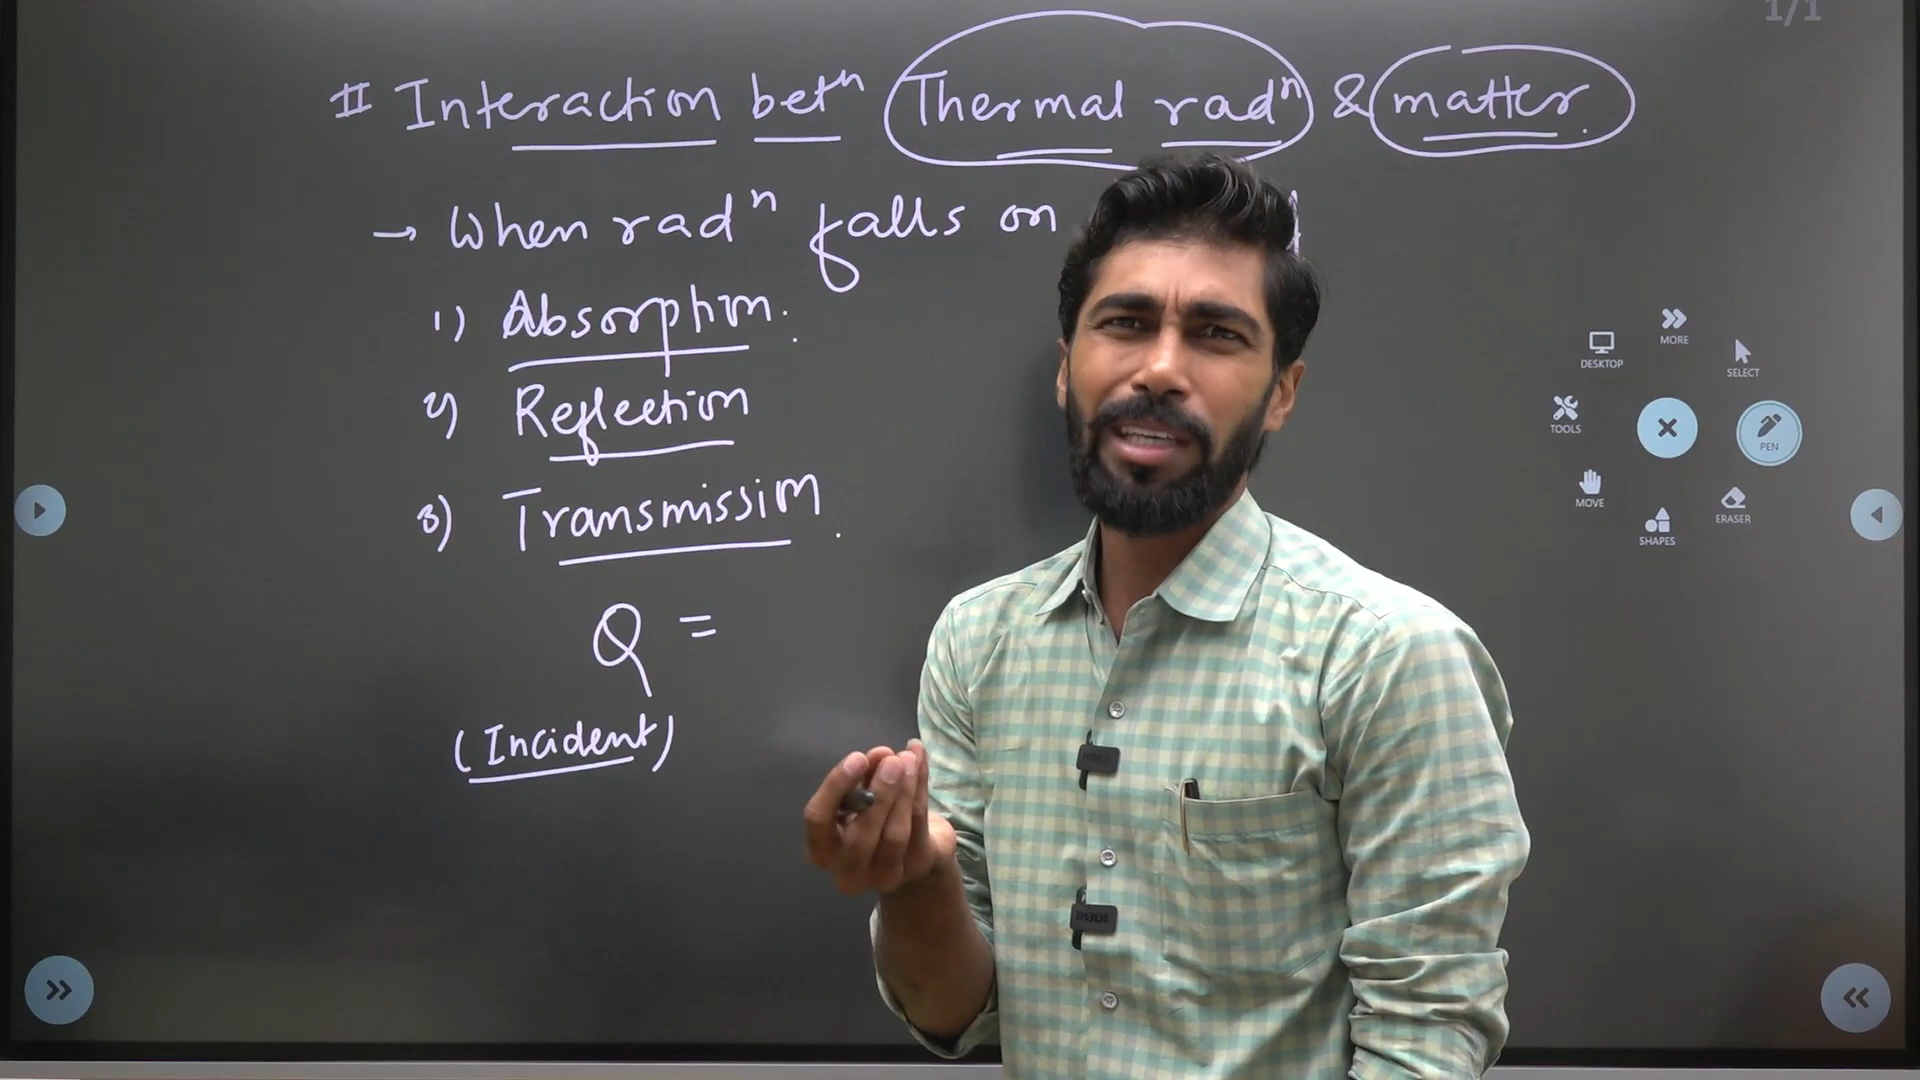 1/1
# Interaction betⁿ Thermal radⁿ & matter.
→ When radⁿ falls on
1) Absorption.
2) Reflection
3) Transmission.
Q =
(Incident)
MORE
DESKTOP
SELECT
TOOLS
PEN
MOVE
ERASER
SHAPES
RODE